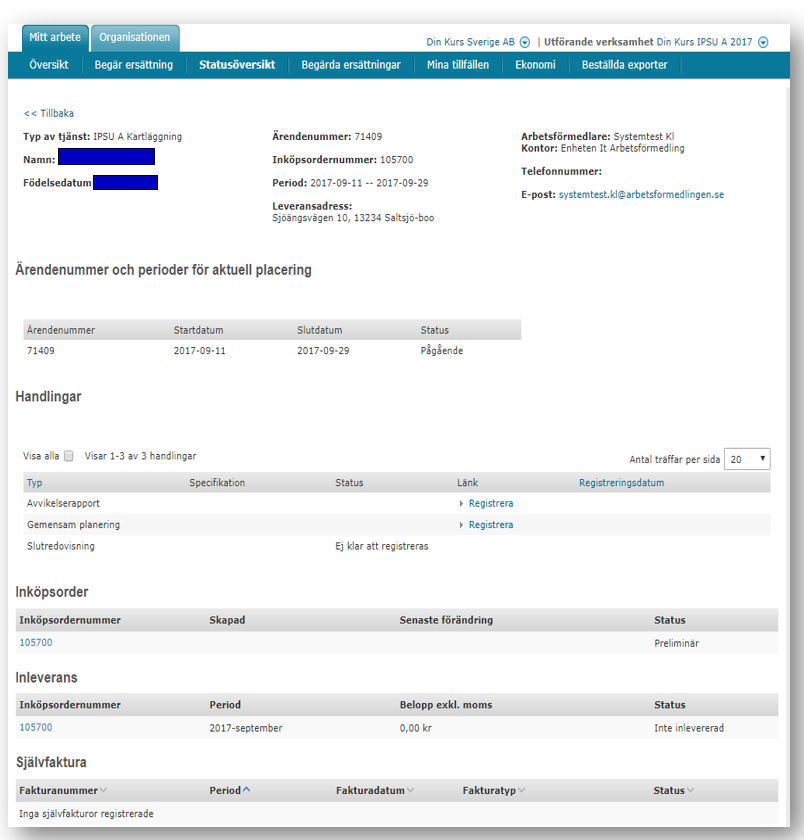 Mitt arbete Organisationen
Din Kurs Sverige AB | Utförande verksamhet Din Kurs IPSU A 2017
Översikt Begär ersättning Statusöversikt Begärda ersättningar Mina tillfällen Ekonomi Beställda exporter
<< Tillbaka
Typ av tjänst: IPSU A Kartläggning Ärendenummer: 71409 Arbetsförmedlare: Systemtest Kl
Kontor: Enheten It Arbetsförmedling
Namn: Inköpsordernummer: 105700
Telefonnummer:
Födelsedatum Period: 2017-09-11 -- 2017-09-29
E-post: systemtest.kl@arbetsformedlingen.se
Leveransadress:
Sjöängsvägen 10, 13234 Saltsjö-boo
Ärendenummer och perioder för aktuell placering
Ärendenummer Startdatum Slutdatum Status
71409 2017-09-11 2017-09-29 Pågående
Handlingar
Visa alla Visar 1-3 av 3 handlingar Antal träffar per sida 20
Typ Specifikation Status Länk Registreringsdatum
Avvikelserapport Registrera
Gemensam planering Registrera
Slutredovisning Ej klar att registreras
Inköpsorder
Inköpsordernummer Skapad Senaste förändring Status
105700 Preliminär
Inleverans
Inköpsordernummer Period Belopp exkl. moms Status
105700 2017-september 0,00 kr Inte inlevererad
Självfaktura
Fakturanummer Period Fakturadatum Fakturatyp Status
Inga självfakturor registrerade